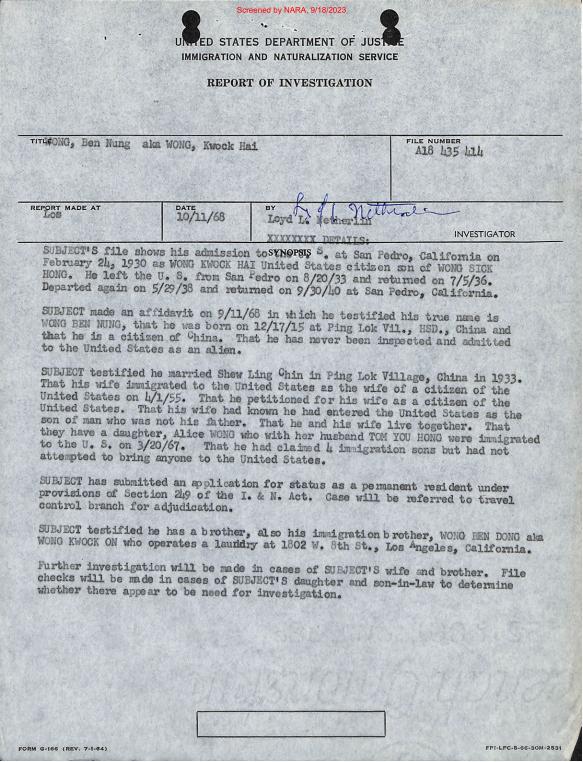 Screened by NARA, 9/18/2023
UNITED STATES DEPARTMENT OF JUSTICE
IMMIGRATION AND NATURALIZATION SERVICE
REPORT OF INVESTIGATION
TITLE
WONG, Ben Nung aka WONG, Kwock Hai
FILE NUMBER
A18 435 414
REPORT MADE AT
Los
DATE
10/11/68
BY
Loyd L. Netherlin
INVESTIGATOR
XXXXXXXX DETAILS:
SYNOPSIS
SUBJECT'S file shows his admission to U. S. at San Pedro, California on
February 24, 1930 as WONG KWOCK HAI United States citizen son of WONG SICK
HONG. He left the U. S. from San Pedro on 8/20/33 and returned on 7/5/36.
Departed again on 5/29/38 and returned on 9/30/40 at San Pedro, California.
SUBJECT made an affidavit on 9/11/68 in which he testified his true name is
WONG BEN NUNG, that he was born on 12/17/15 at Ping Lok Vil., HSD., China and
that he is a citizen of China. That he has never been inspected and admitted
to the United States as an alien.
SUBJECT testified he married Shew Ling Chin in Ping Lok Village, China in 1933.
That his wife immigrated to the United States as the wife of a citizen of the
United States on 4/1/55. That he petitioned for his wife as a citizen of the
United States. That his wife had known he had entered the United States as the
son of man who was not his father. That he and his wife live together. That
they have a daughter, Alice WONG who with her husband TOM YOU HONG were immigrated
to the U. S. on 3/20/67. That he had claimed 4 immigration sons but had not
attempted to bring anyone to the United States.
SUBJECT has submitted an application for status as a permanent resident under
provisions of Section 249 of the I. & N. Act. Case will be referred to travel
control branch for adjudication.
SUBJECT testified he has a brother, also his immigration brother, WONG BEN DONG aka
WONG KWOCK ON who operates a laundry at 1802 W. 8th St., Los Angeles, California.
Further investigation will be made in cases of SUBJECT'S wife and brother. File
checks will be made in cases of SUBJECT'S daughter and son-in-law to determine
whether there appear to be need for investigation.
FORM G-166 (REV. 7-1-64)
FPI-LFC-5-66-50M-2531